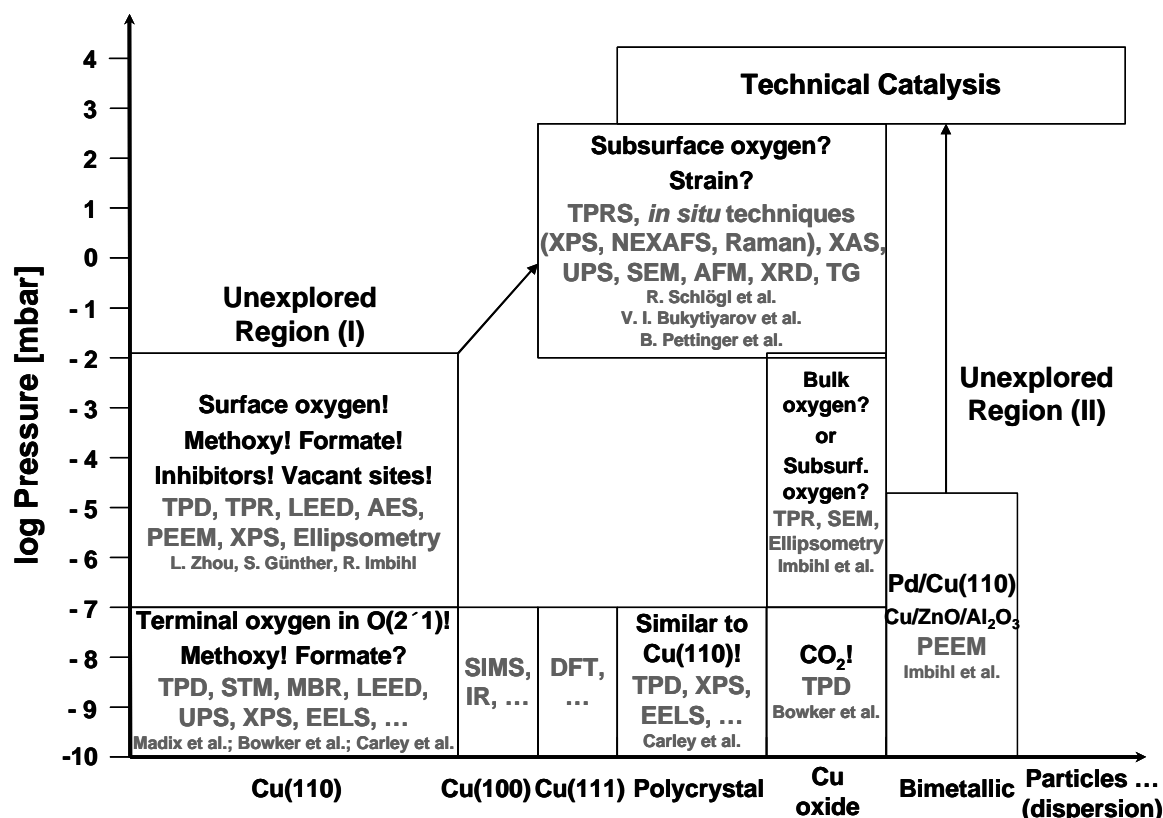 4
Technical Catalysis
3
Subsurface oxygen?
2
Strain?
1
TPRS, in situ techniques
(XPS, NEXAFS, Raman), XAS,
0
UPS, SEM, AFM, XRD, TG
R. Schlögl et al.
V. I. Bukytiyarov et al.
B. Pettinger et al.
Unexplored
Region (I)
- 1
- 2
log Pressure [mbar]
Surface oxygen!
Methoxy! Formate!
Inhibitors! Vacant sites!
TPD, TPR, LEED, AES,
PEEM, XPS, Ellipsometry
L. Zhou, S. Günther, R. Imbihl
- 3
- 4
- 5
- 6
Bulk
oxygen?
or
Subsurf.
oxygen?
TPR, SEM,
Ellipsometry
Imbihl et al.
Unexplored
Region (II)
- 7
Terminal oxygen in O(2´1)!
Methoxy! Formate?
TPD, STM, MBR, LEED,
UPS, XPS, EELS, …
Madix et al.; Bowker et al.; Carley et al.
- 8
- 9
-10
SIMS,
IR, …
DFT,
…
Similar to
Cu(110)!
TPD, XPS,
EELS, …
Carley et al.
CO₂!
TPD
Bowker et al.
Pd/Cu(110)
Cu/ZnO/Al₂O₃
PEEM
Imbihl et al.
Cu(110)
Cu(100)
Cu(111)
Polycrystal
Cu
oxide
Bimetallic
Particles …
(dispersion)